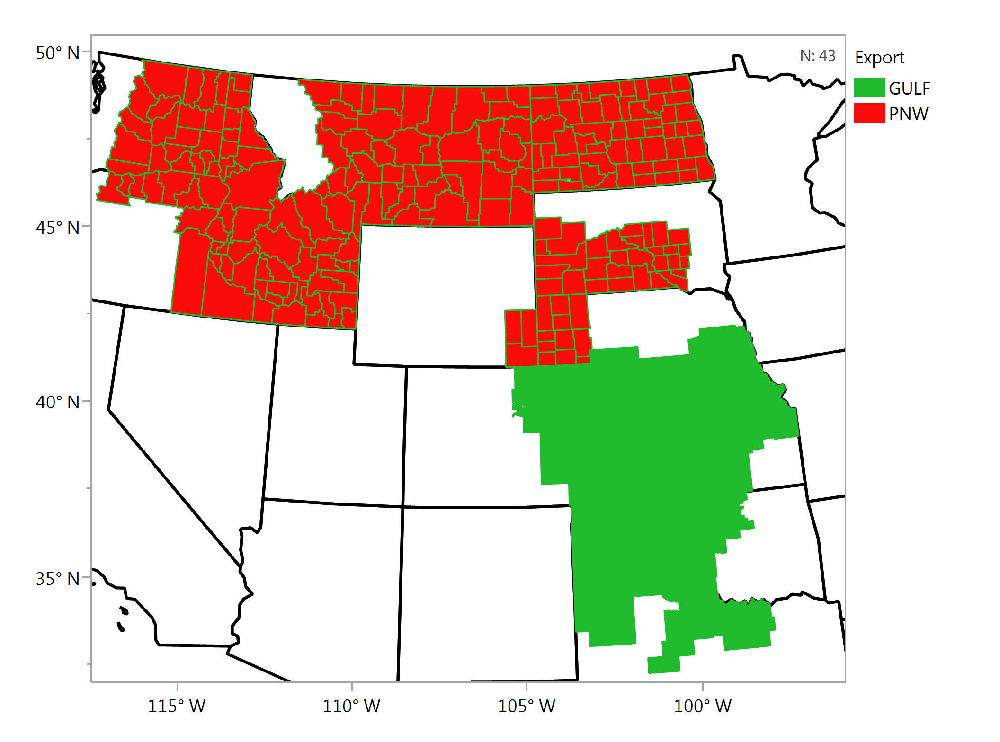 50° N
N: 43
Export
GULF
PNW
45° N
40° N
35° N
115° W
110° W
105° W
100° W